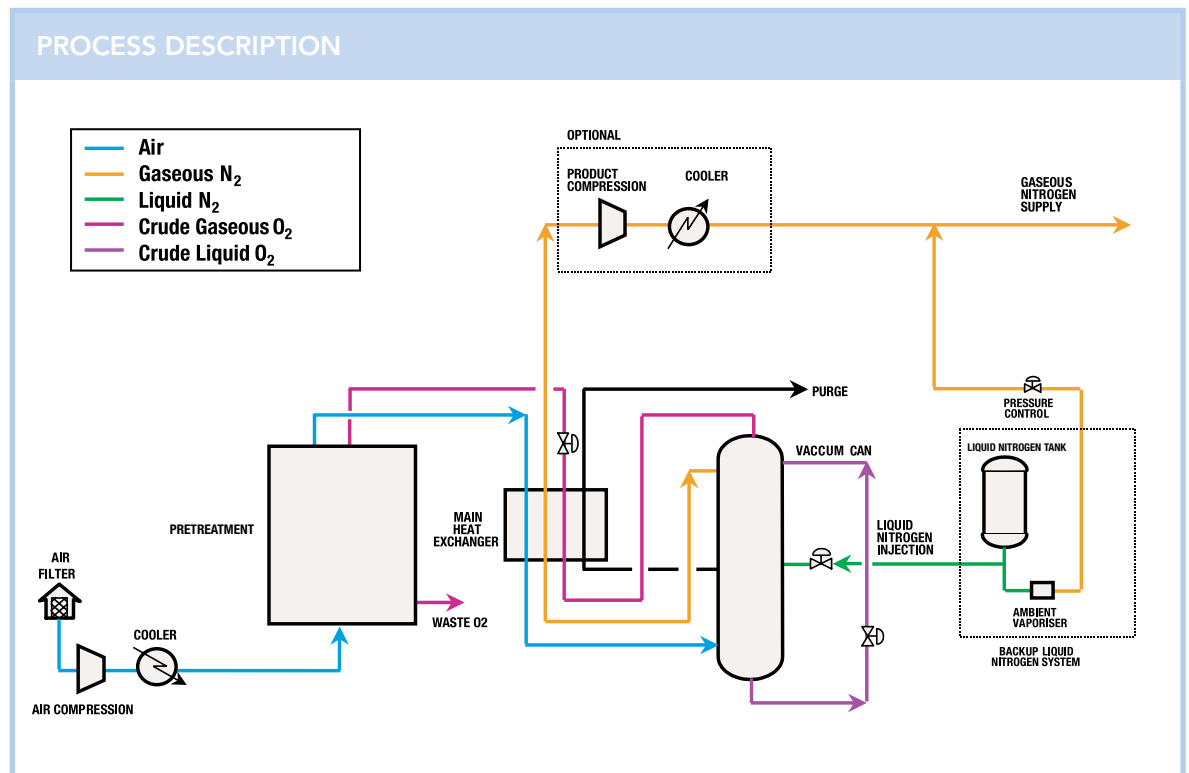 PROCESS DESCRIPTION
Air
Gaseous N₂
Liquid N₂
Crude Gaseous O₂
Crude Liquid O₂
OPTIONAL
PRODUCT
COMPRESSION
COOLER
GASEOUS
NITROGEN
SUPPLY
PURGE
PRESSURE
CONTROL
VACCUM CAN
LIQUID NITROGEN TANK
PRETREATMENT
MAIN
HEAT
EXCHANGER
LIQUID
NITROGEN
INJECTION
AIR
FILTER
WASTE O2
AMBIENT
VAPORISER
COOLER
BACKUP LIQUID
NITROGEN SYSTEM
AIR COMPRESSION